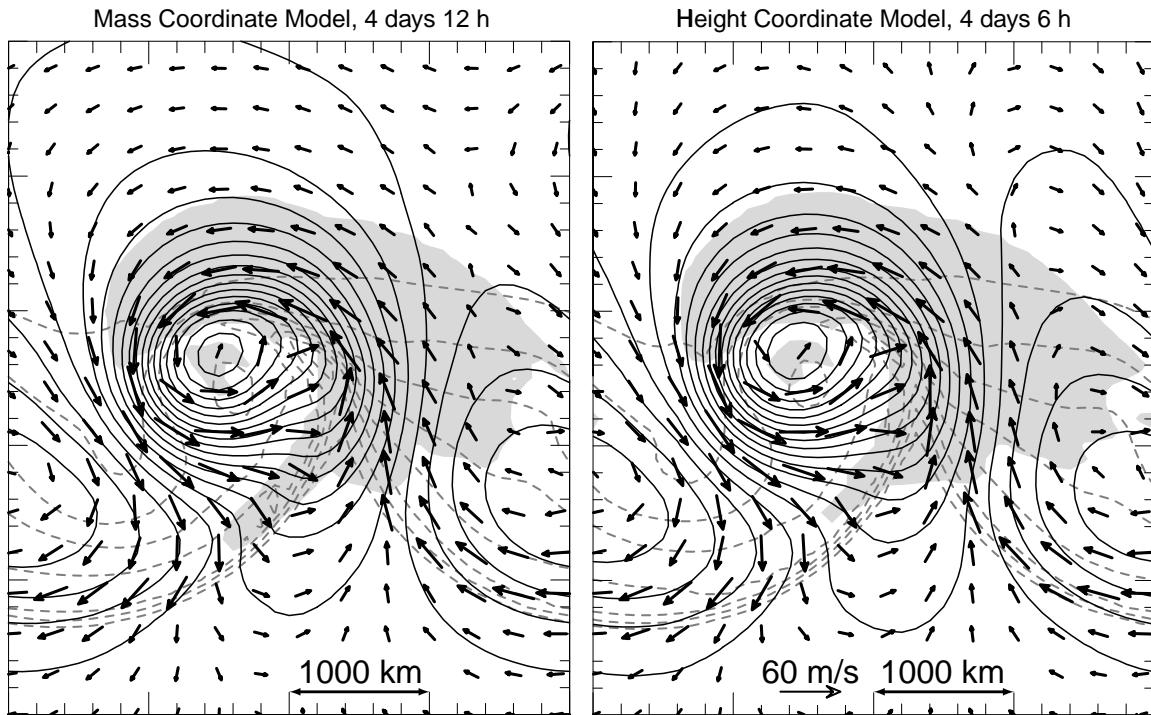 Mass Coordinate Model, 4 days 12 h
Height Coordinate Model, 4 days 6 h
1000 km
60 m/s
1000 km